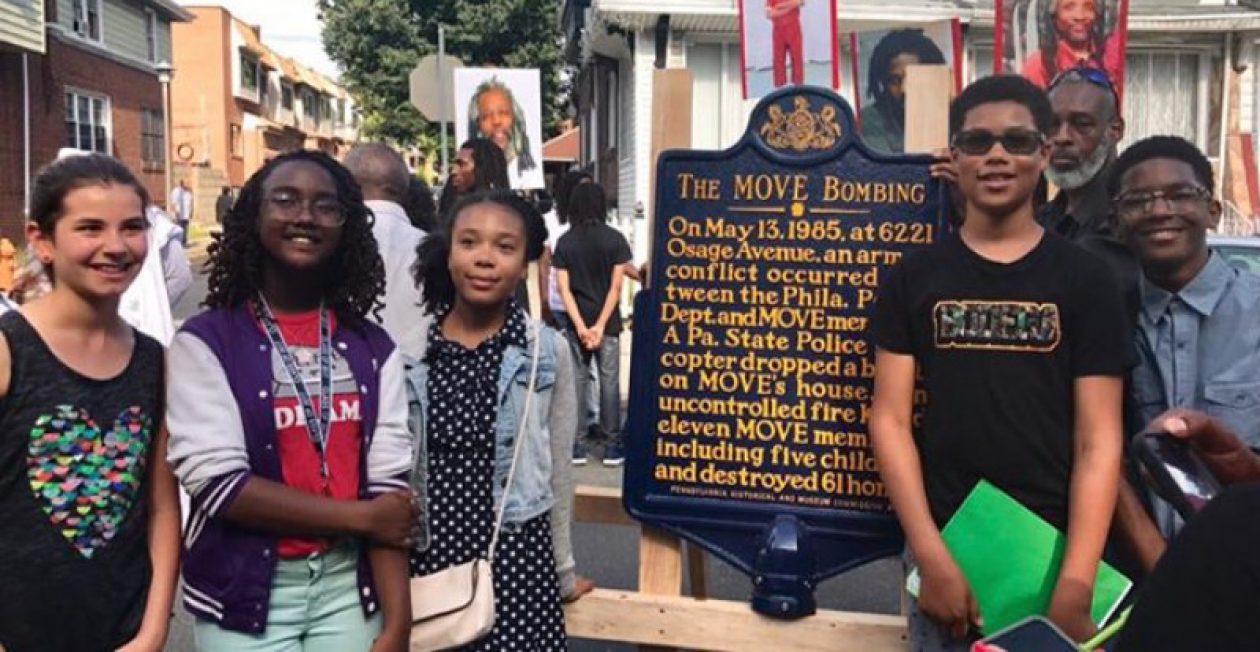 THE MOVE BOMBING
ON MAY 13, 1985, AT 6221
OSAGE AVENUE, AN ARM
CONFLICT OCCURRED
TWEEN THE PHILA. P
DEPT. AND MOVE MEM
A PA. STATE POLICE
COPTER DROPPED A B
ON MOVE'S HOUSE.
UNCONTROLLED FIRE K
ELEVEN MOVE MEM
INCLUDING FIVE CHILD
AND DESTROYED 61 HOM
PENNSYLVANIA HISTORICAL AND MUSEUM COMMISSION